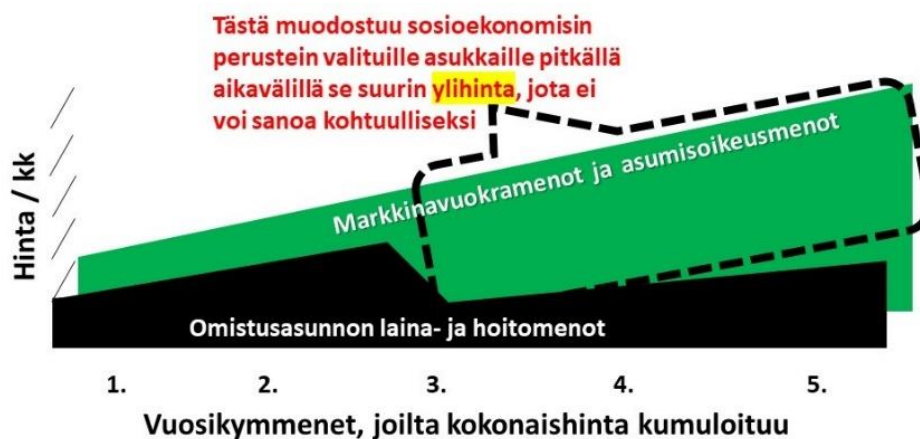 Tästä muodostuu sosioekonomisin
perustein valituille asukkaille pitkällä
aikavälillä se suurin ylihinta, jota ei
voi sanoa kohtuulliseksi
Hinta / kk
Markkinavuokramenot ja asumisoikeusmenot
Omistusasunnon laina- ja hoitomenot
1. 2. 3. 4. 5.
Vuosikymmenet, joilta kokonaishinta kumuloituu